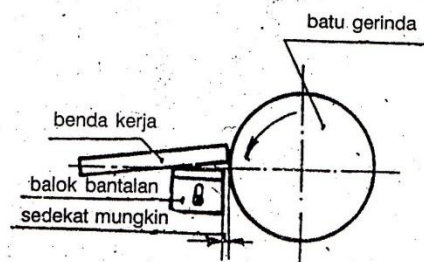 batu gerinda
benda kerja
balok bantalan
sedekat mungkin